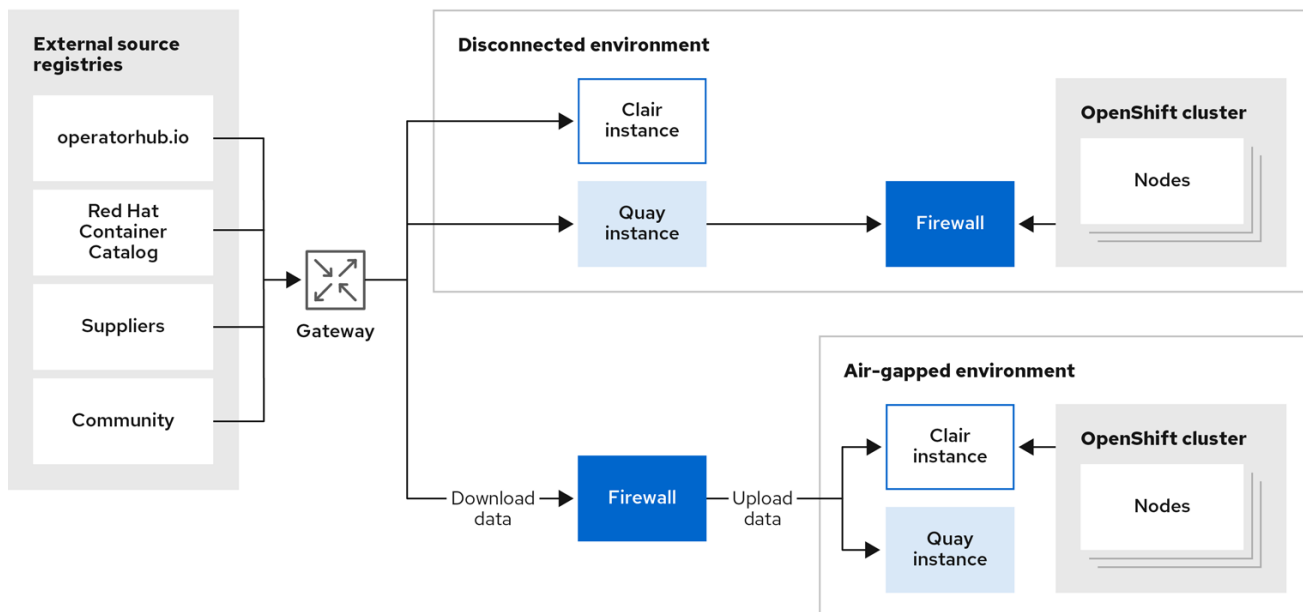 External source
registries
operatorhub.io
Red Hat
Container
Catalog
Suppliers
Community
Gateway
Disconnected environment
Clair
instance
Quay
instance
Firewall
OpenShift cluster
Nodes
Download
data
Firewall
Upload
data
Air-gapped environment
Clair
instance
Quay
instance
OpenShift cluster
Nodes